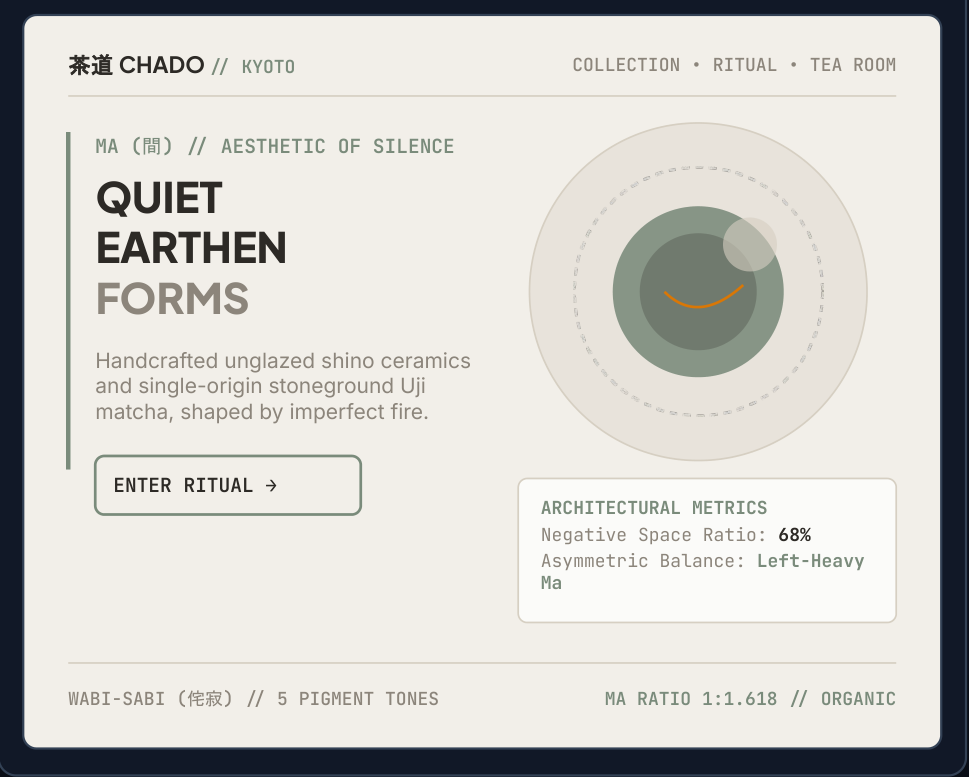 茶道 CHADO // KYOTO
COLLECTION • RITUAL • TEA ROOM
MA (間) // AESTHETIC OF SILENCE
QUIET
EARTHEN
FORMS
Handcrafted unglazed shino ceramics
and single-origin stoneground Uji
matcha, shaped by imperfect fire.
ENTER RITUAL →
ARCHITECTURAL METRICS
Negative Space Ratio: 68%
Asymmetric Balance: Left-Heavy
Ma
WABI-SABI (侘寂) // 5 PIGMENT TONES
MA RATIO 1:1.618 // ORGANIC